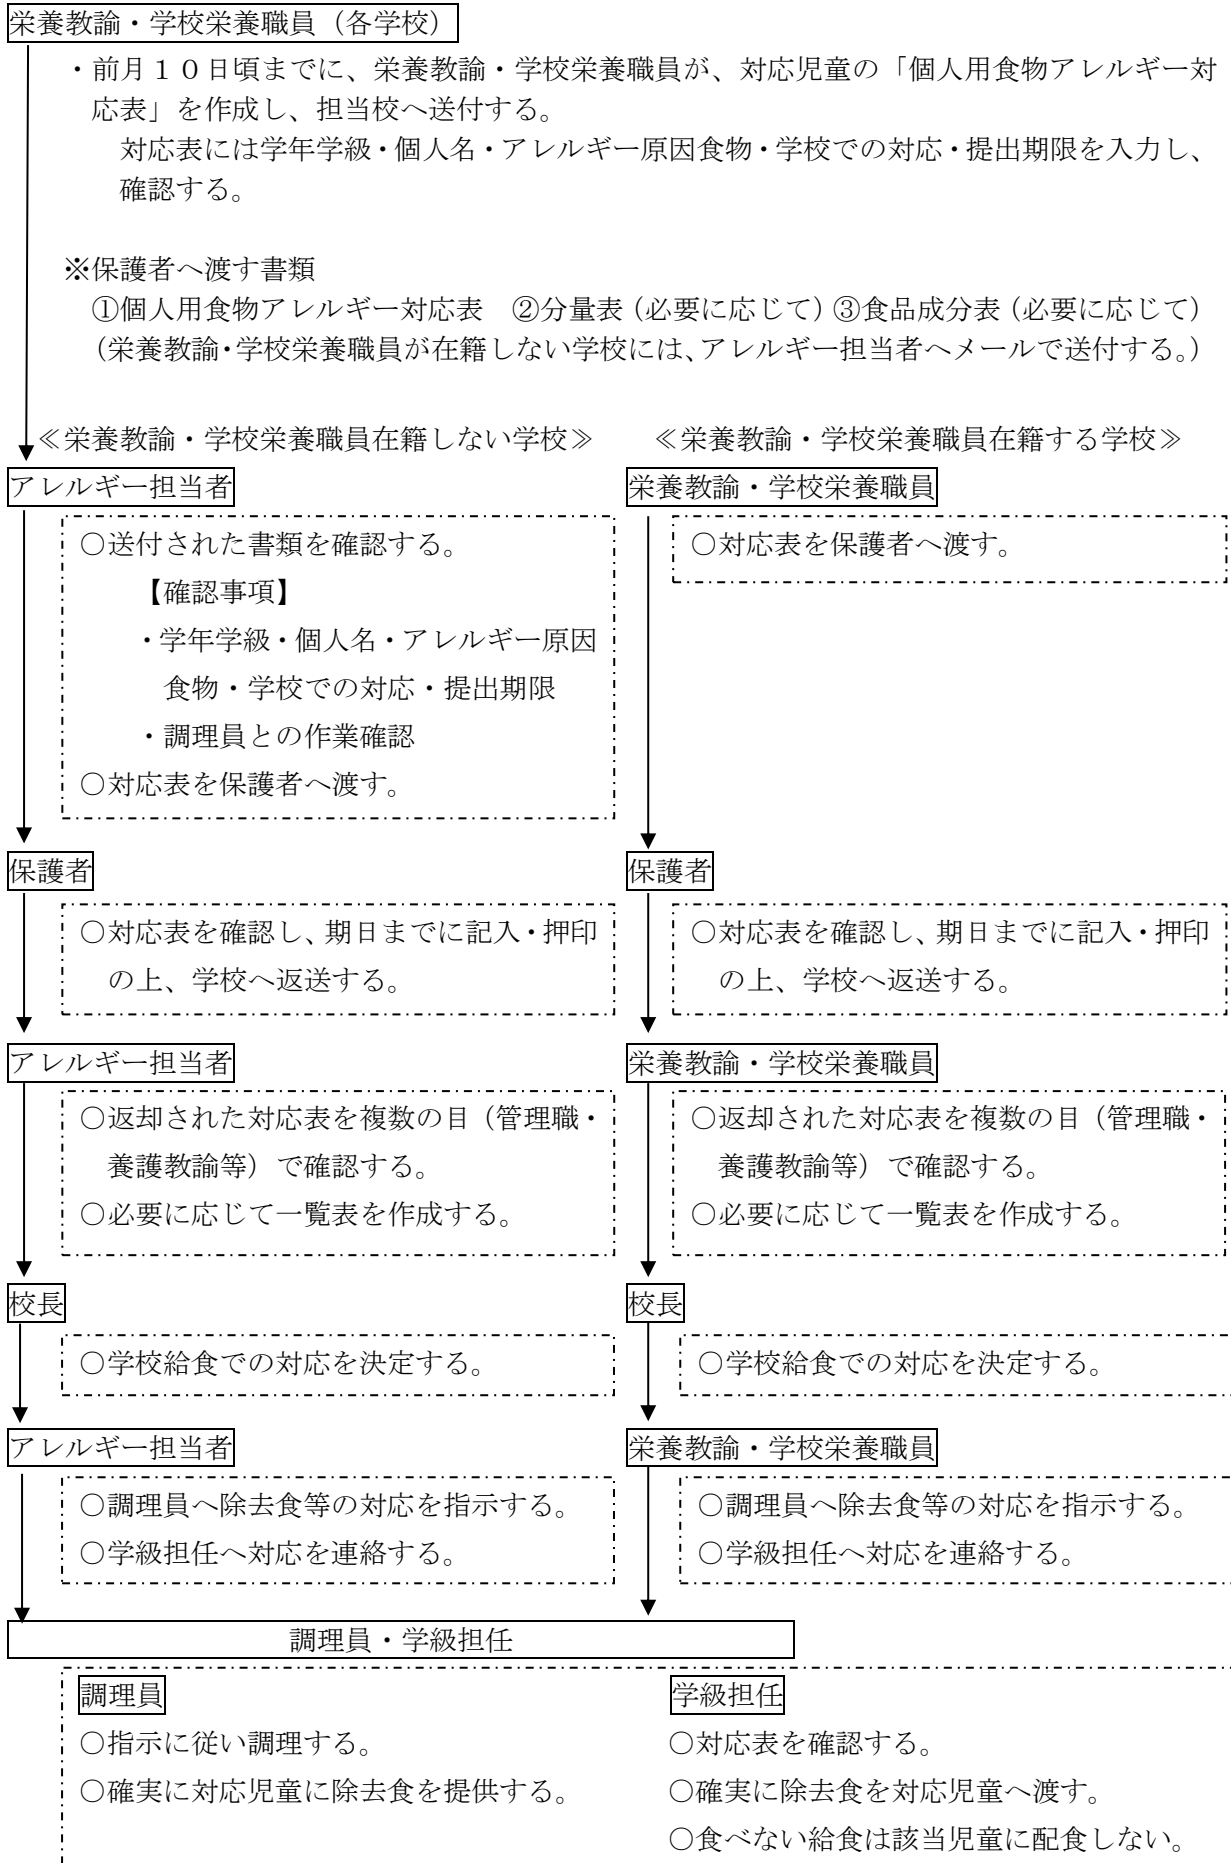 栄養教諭・学校栄養職員（各学校）
・前月１０日頃までに、栄養教諭・学校栄養職員が、対応児童の「個人用食物アレルギー対
応表」を作成し、担当校へ送付する。
対応表には学年学級・個人名・アレルギー原因食物・学校での対応・提出期限を入力し、
確認する。
※保護者へ渡す書類
①個人用食物アレルギー対応表　②分量表（必要に応じて）③食品成分表（必要に応じて）
（栄養教諭・学校栄養職員が在籍しない学校には、アレルギー担当者へメールで送付する。）
≪栄養教諭・学校栄養職員在籍しない学校≫
アレルギー担当者
○送付された書類を確認する。
【確認事項】
・学年学級・個人名・アレルギー原因
食物・学校での対応・提出期限
・調理員との作業確認
○対応表を保護者へ渡す。
保護者
○対応表を確認し、期日までに記入・押印
の上、学校へ返送する。
アレルギー担当者
○返却された対応表を複数の目（管理職・
養護教諭等）で確認する。
○必要に応じて一覧表を作成する。
校長
○学校給食での対応を決定する。
アレルギー担当者
○調理員へ除去食等の対応を指示する。
○学級担任へ対応を連絡する。
≪栄養教諭・学校栄養職員在籍する学校≫
栄養教諭・学校栄養職員
○対応表を保護者へ渡す。
保護者
○対応表を確認し、期日までに記入・押印
の上、学校へ返送する。
栄養教諭・学校栄養職員
○返却された対応表を複数の目（管理職・
養護教諭等）で確認する。
○必要に応じて一覧表を作成する。
校長
○学校給食での対応を決定する。
栄養教諭・学校栄養職員
○調理員へ除去食等の対応を指示する。
○学級担任へ対応を連絡する。
調理員・学級担任
調理員
○指示に従い調理する。
○確実に対応児童に除去食を提供する。
学級担任
○対応表を確認する。
○確実に除去食を対応児童へ渡す。
○食べない給食は該当児童に配食しない。